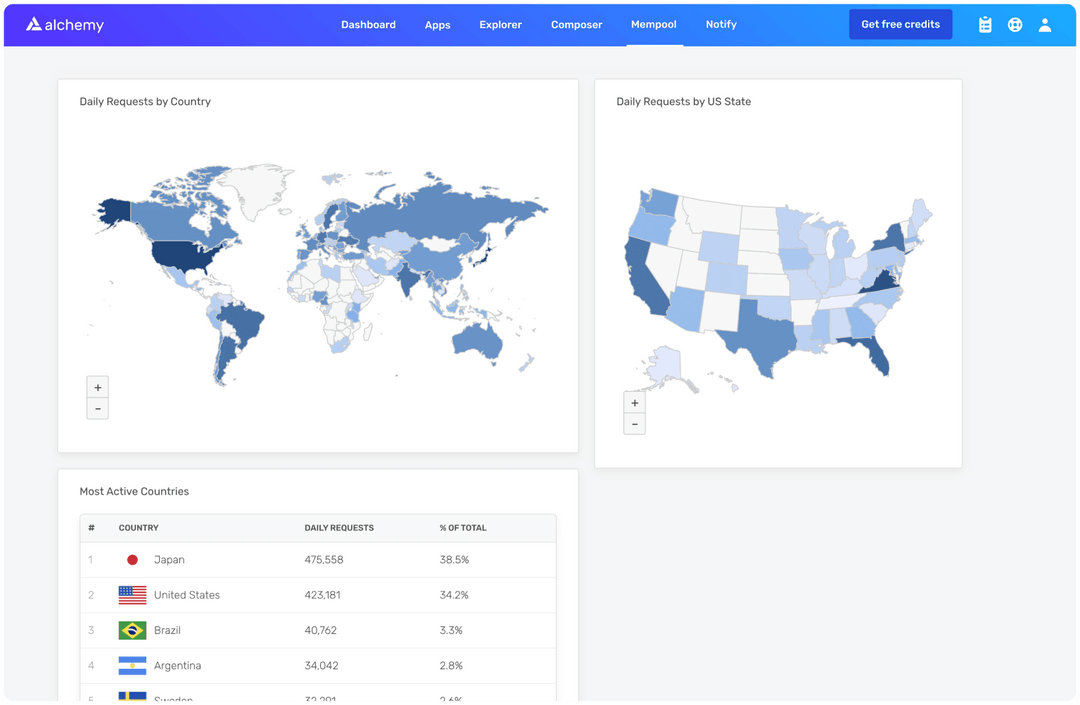 alchemy
Dashboard Apps Explorer Composer Mempool Notify Get free credits
Daily Requests by Country
+
−
Daily Requests by US State
+
−
Most Active Countries
# COUNTRY DAILY REQUESTS % OF TOTAL
1 Japan 475,558 38.5%
2 United States 423,181 34.2%
3 Brazil 40,762 3.3%
4 Argentina 34,042 2.8%
5 Sweden 32,291 2.6%